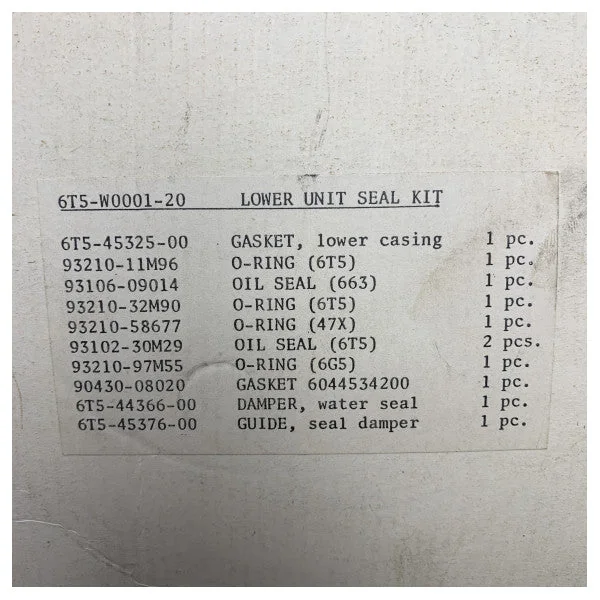 6T5-W0001-20 LOWER UNIT SEAL KIT
6T5-45325-00 GASKET, lower casing 1 pc.
93210-11M96 O-RING (6T5) 1 pc.
93106-09014 OIL SEAL (663) 1 pc.
93210-32M90 O-RING (6T5) 1 pc.
93210-58677 O-RING (47X) 1 pc.
93102-30M29 OIL SEAL (6T5) 2 pcs.
93210-97M55 O-RING (6G5) 1 pc.
90430-08020 GASKET 6044534200 1 pc.
6T5-44366-00 DAMPER, water seal 1 pc.
6T5-45376-00 GUIDE, seal damper 1 pc.